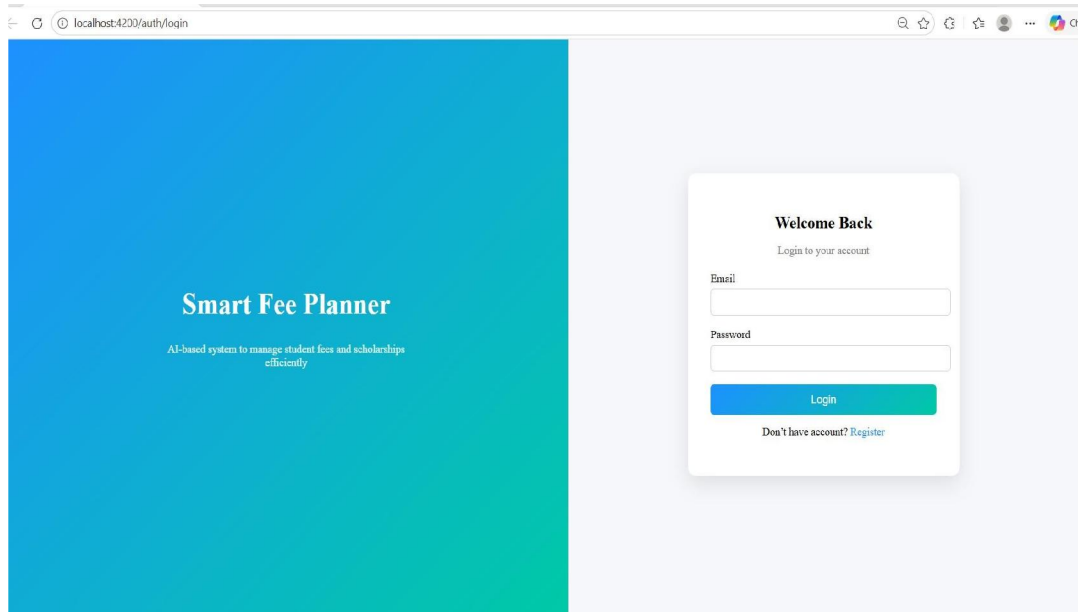 localhost:4200/auth/login
Smart Fee Planner
AI-based system to manage student fees and scholarships
efficiently
Welcome Back
Login to your account
Email
Password
Login
Don't have account? Register